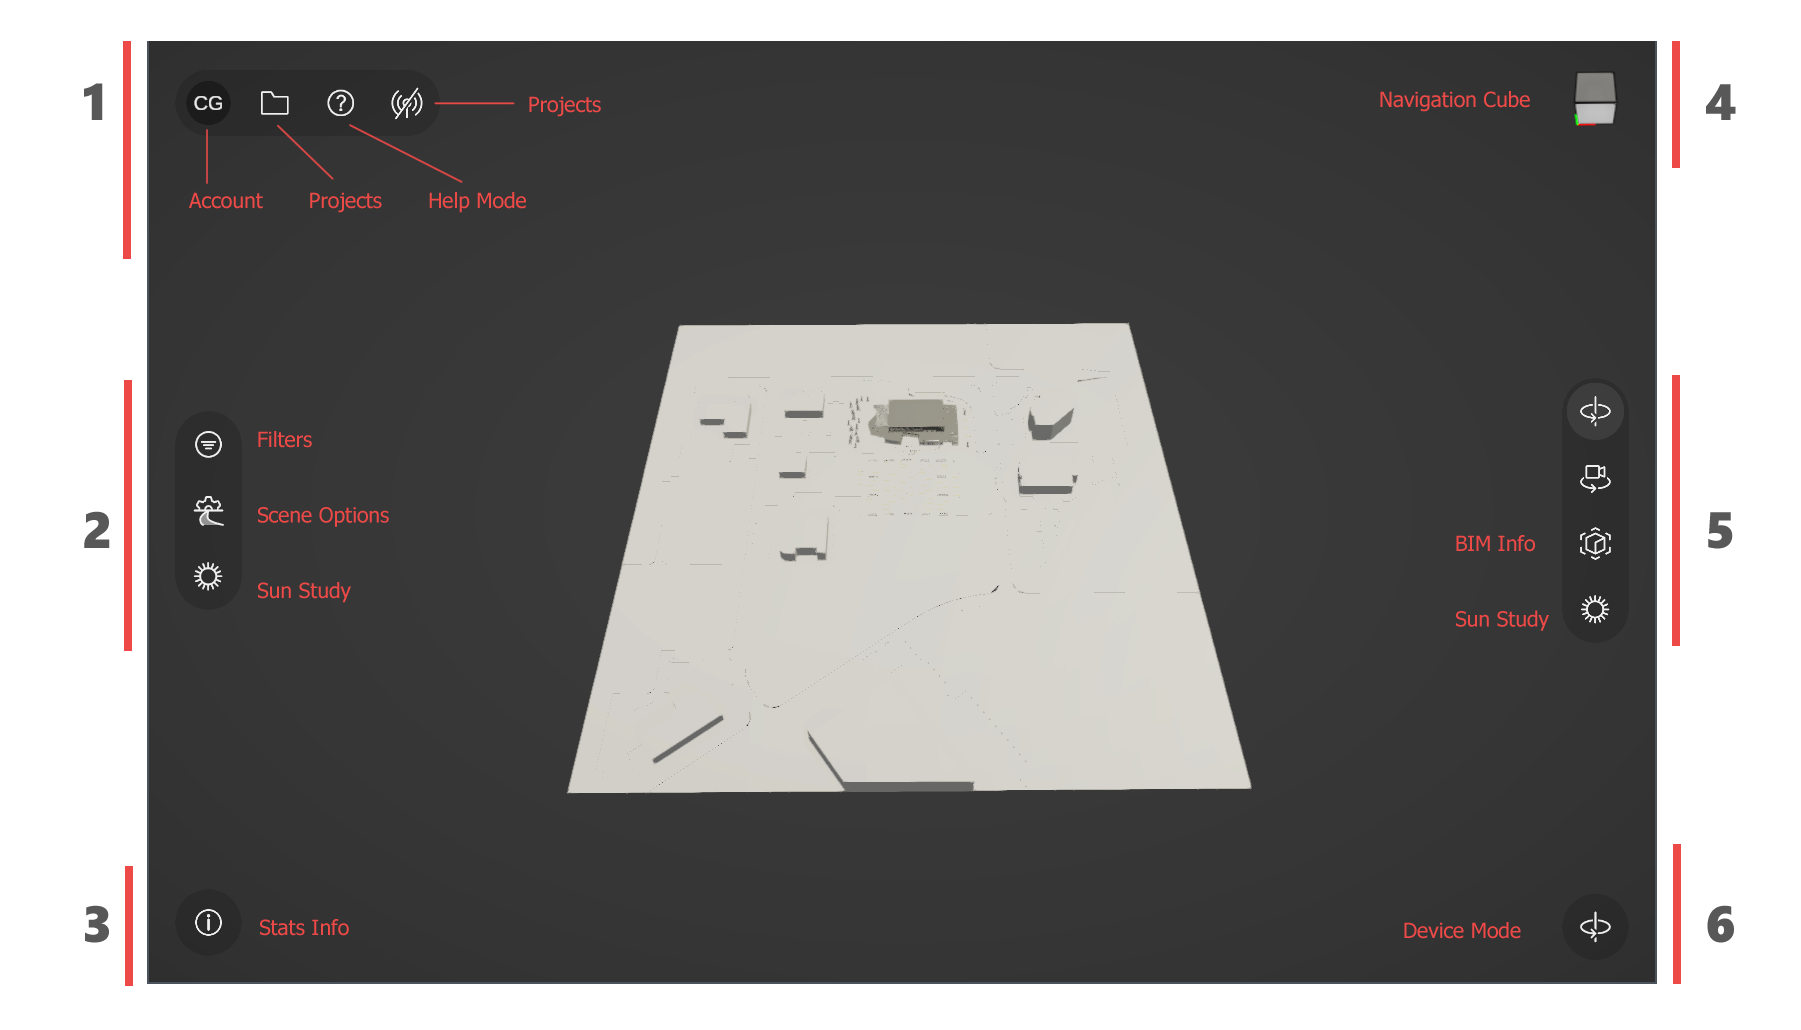 1
CG
Projects
Account
Projects
Help Mode
Navigation Cube
4
2
Filters
Scene Options
Sun Study
BIM Info
Sun Study
5
3
Stats Info
Device Mode
6